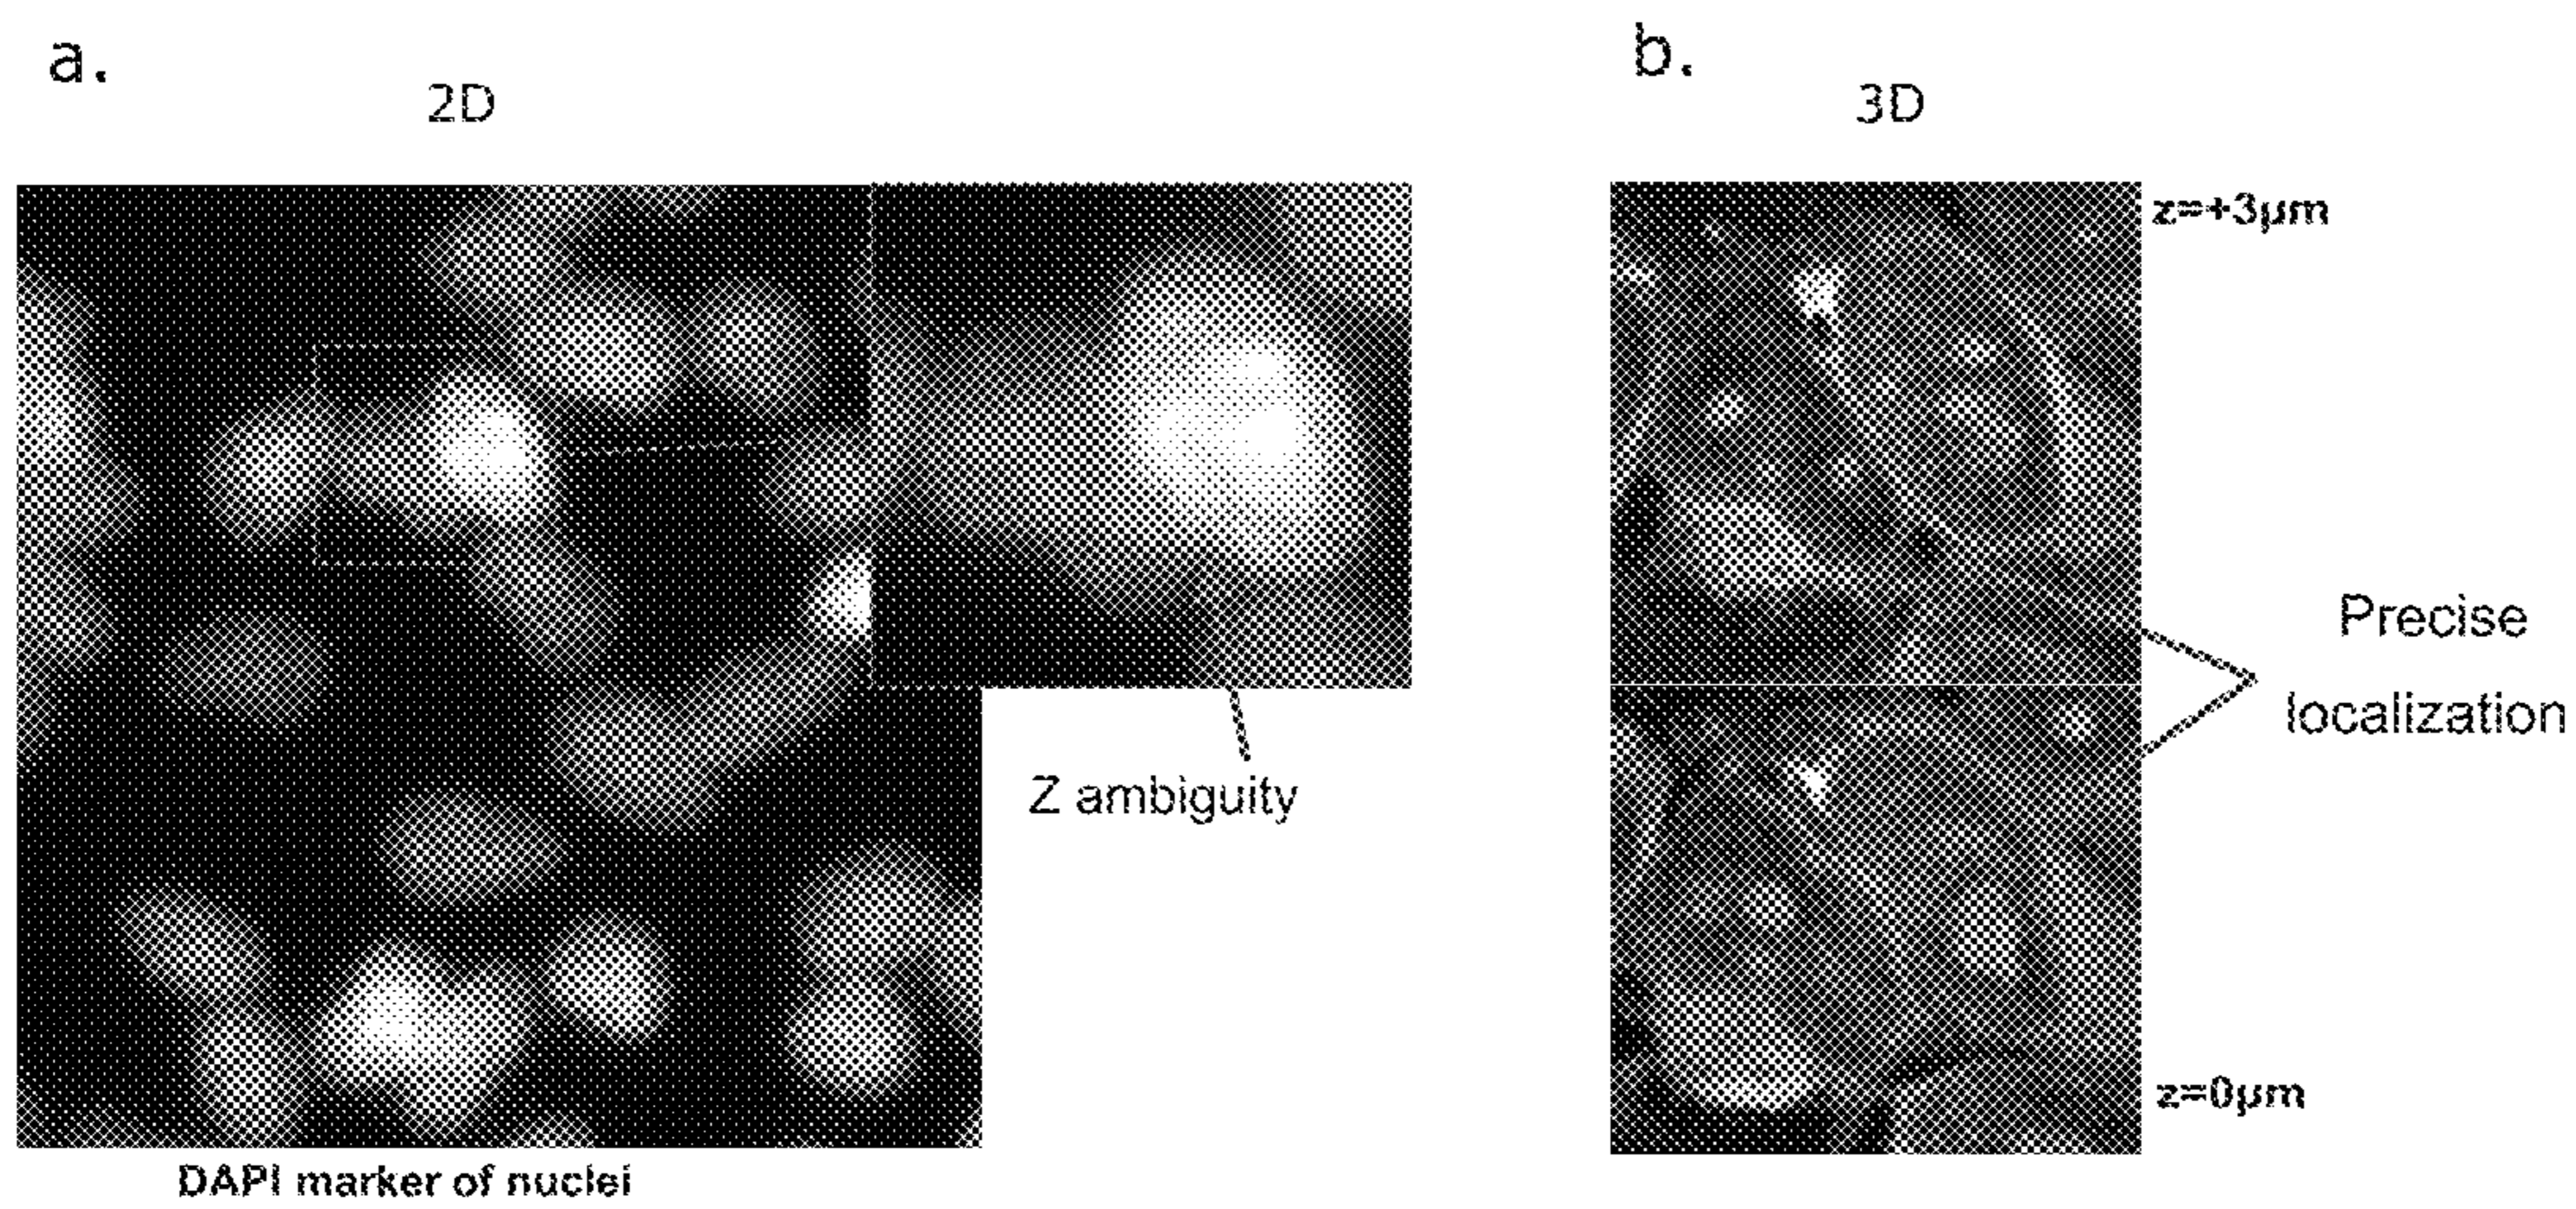 a.
2D
Z ambiguity
DAPI marker of nuclei
b.
3D
z=+3µm
Precise
localization
z=0µm